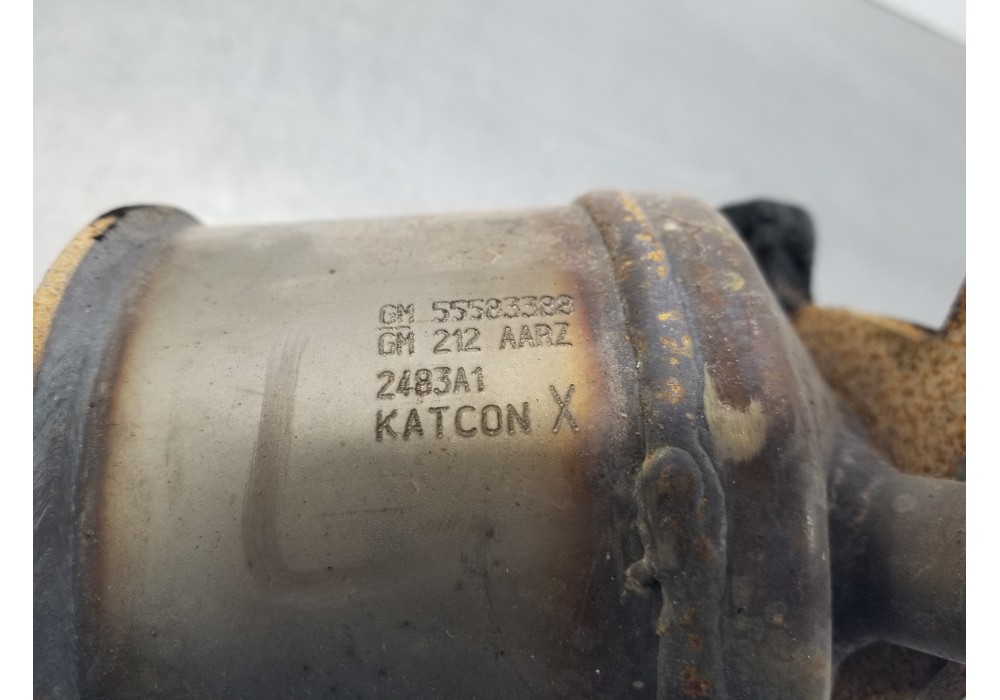 GM 55583388
GM 212 AARZ
2483A1
KATCON X